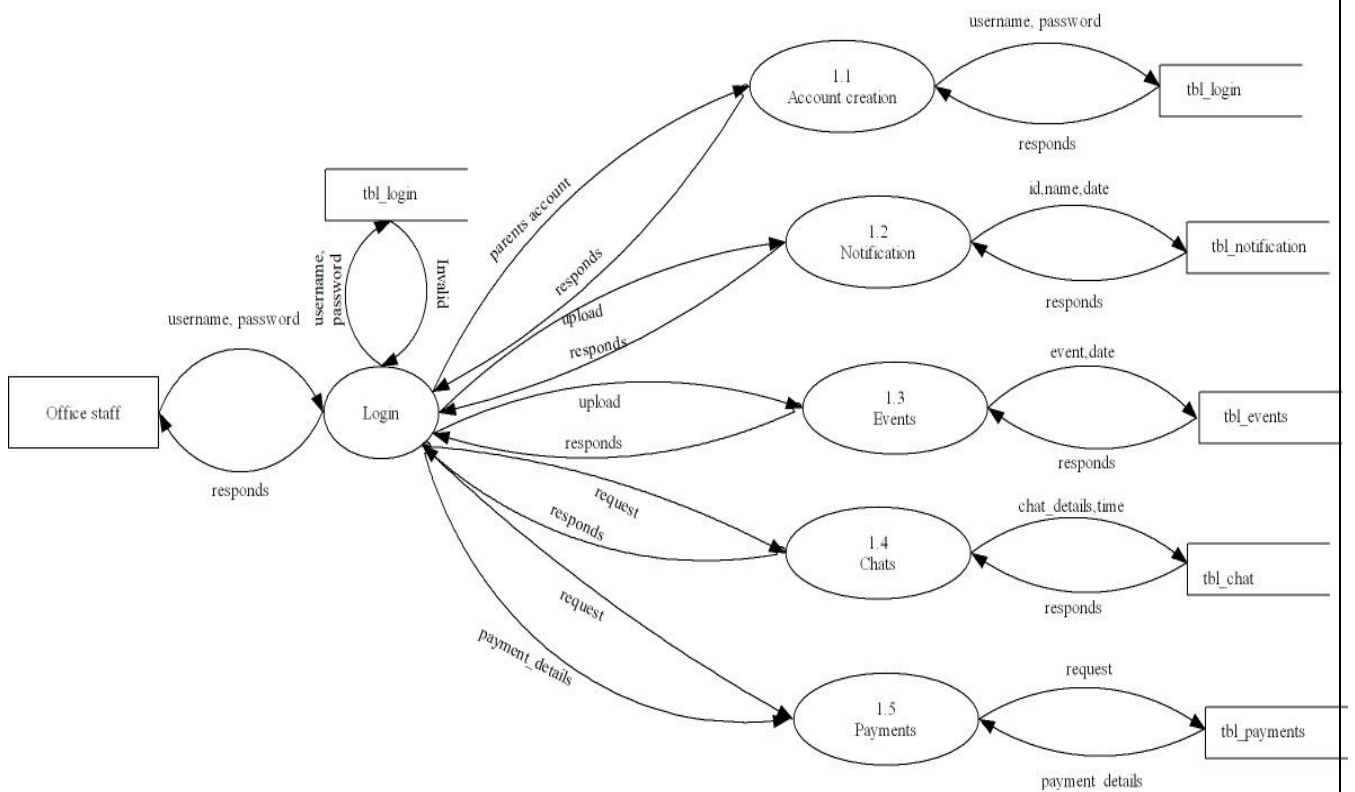 username, password
1.1
Account creation
tbl_login
responds
tbl_login
parents account
id,name,date
1.2
Notification
tbl_notification
responds
username,
password
Invalid
responds
upload
responds
username, password
event,date
1.3
Events
tbl_events
responds
upload
responds
Office staff
Login
responds
request
responds
chat_details,time
1.4
Chats
tbl_chat
responds
request
payment_details
request
1.5
Payments
tbl_payments
payment_details